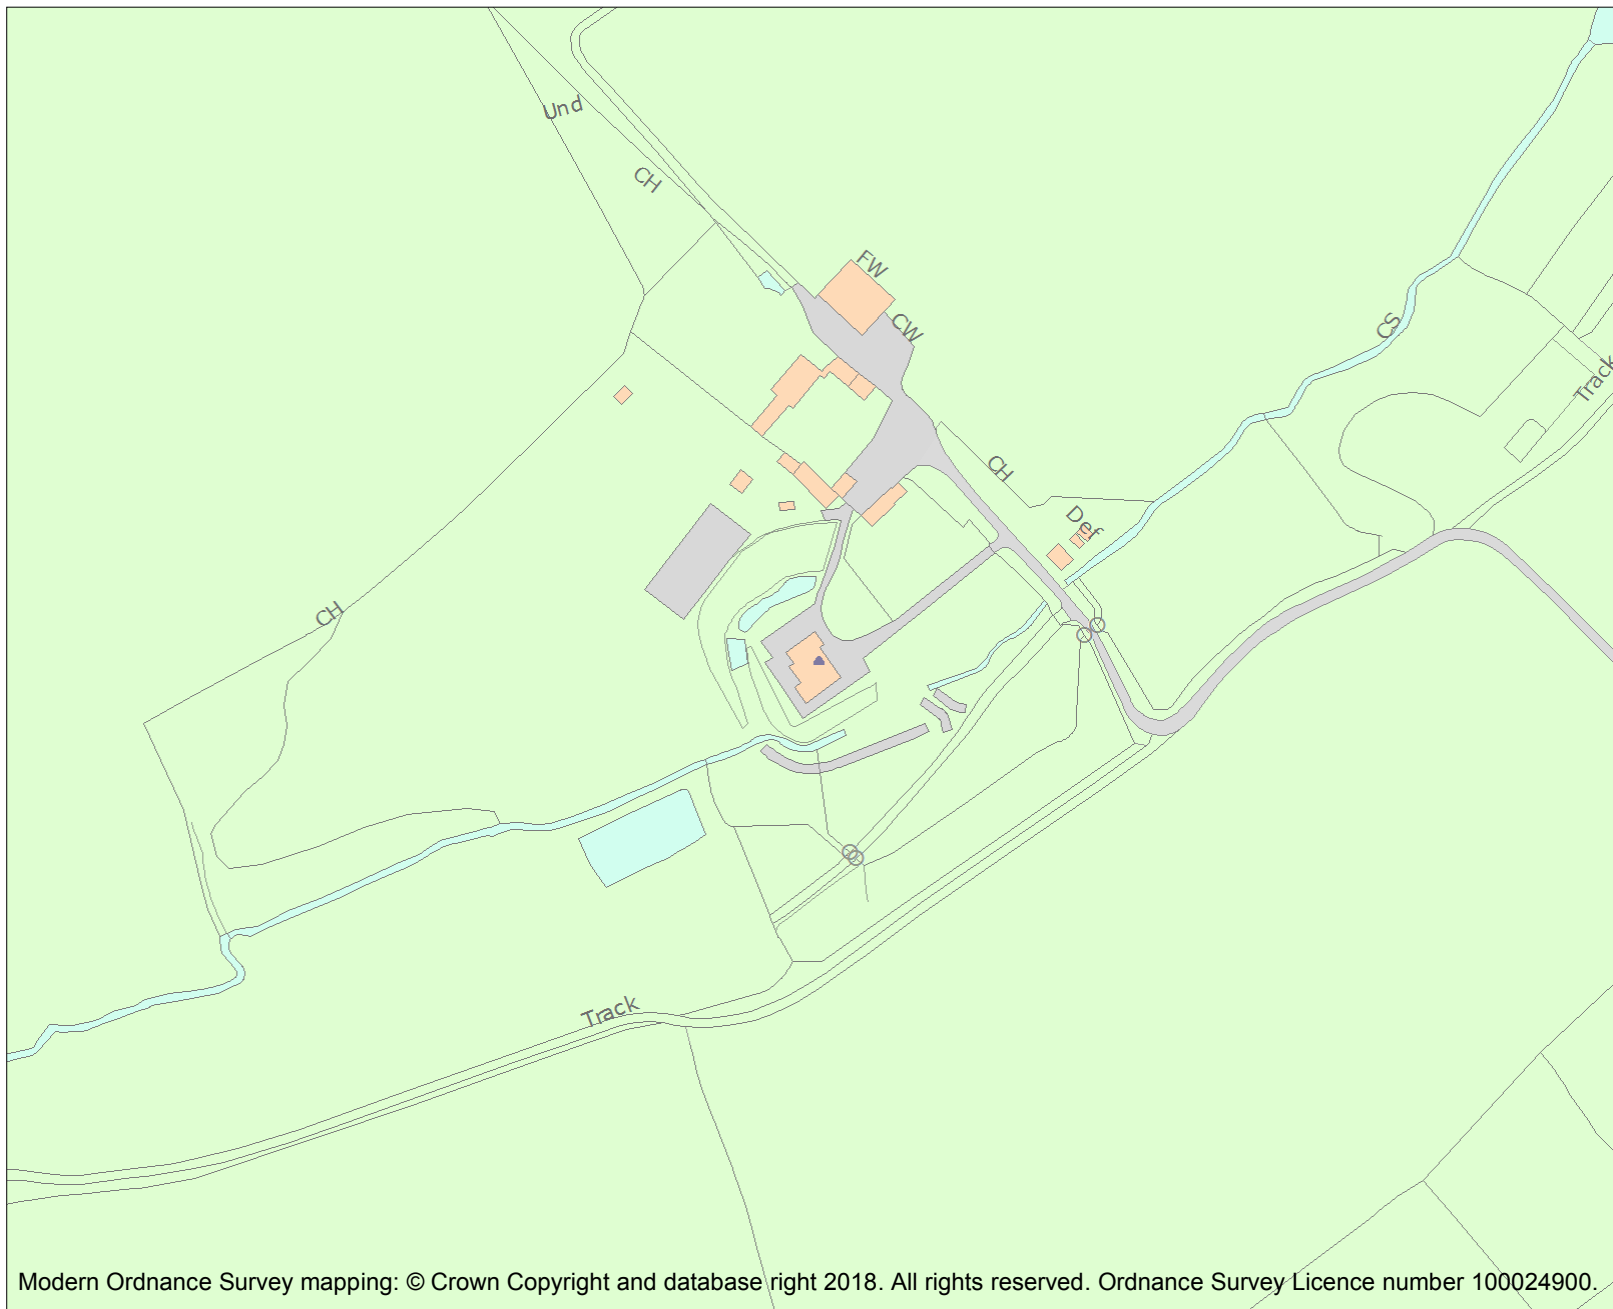 Und
CH
FW
CW
CS
Track
CH
Def
CH
Track
Modern Ordnance Survey mapping: © Crown Copyright and database right 2018. All rights reserved. Ordnance Survey Licence number 100024900.